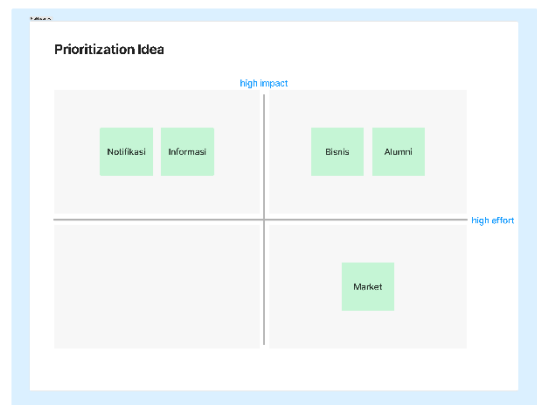 Prioritization Idea
high impact
Notifikasi
Informasi
Bisnis
Alumni
high effort
Market